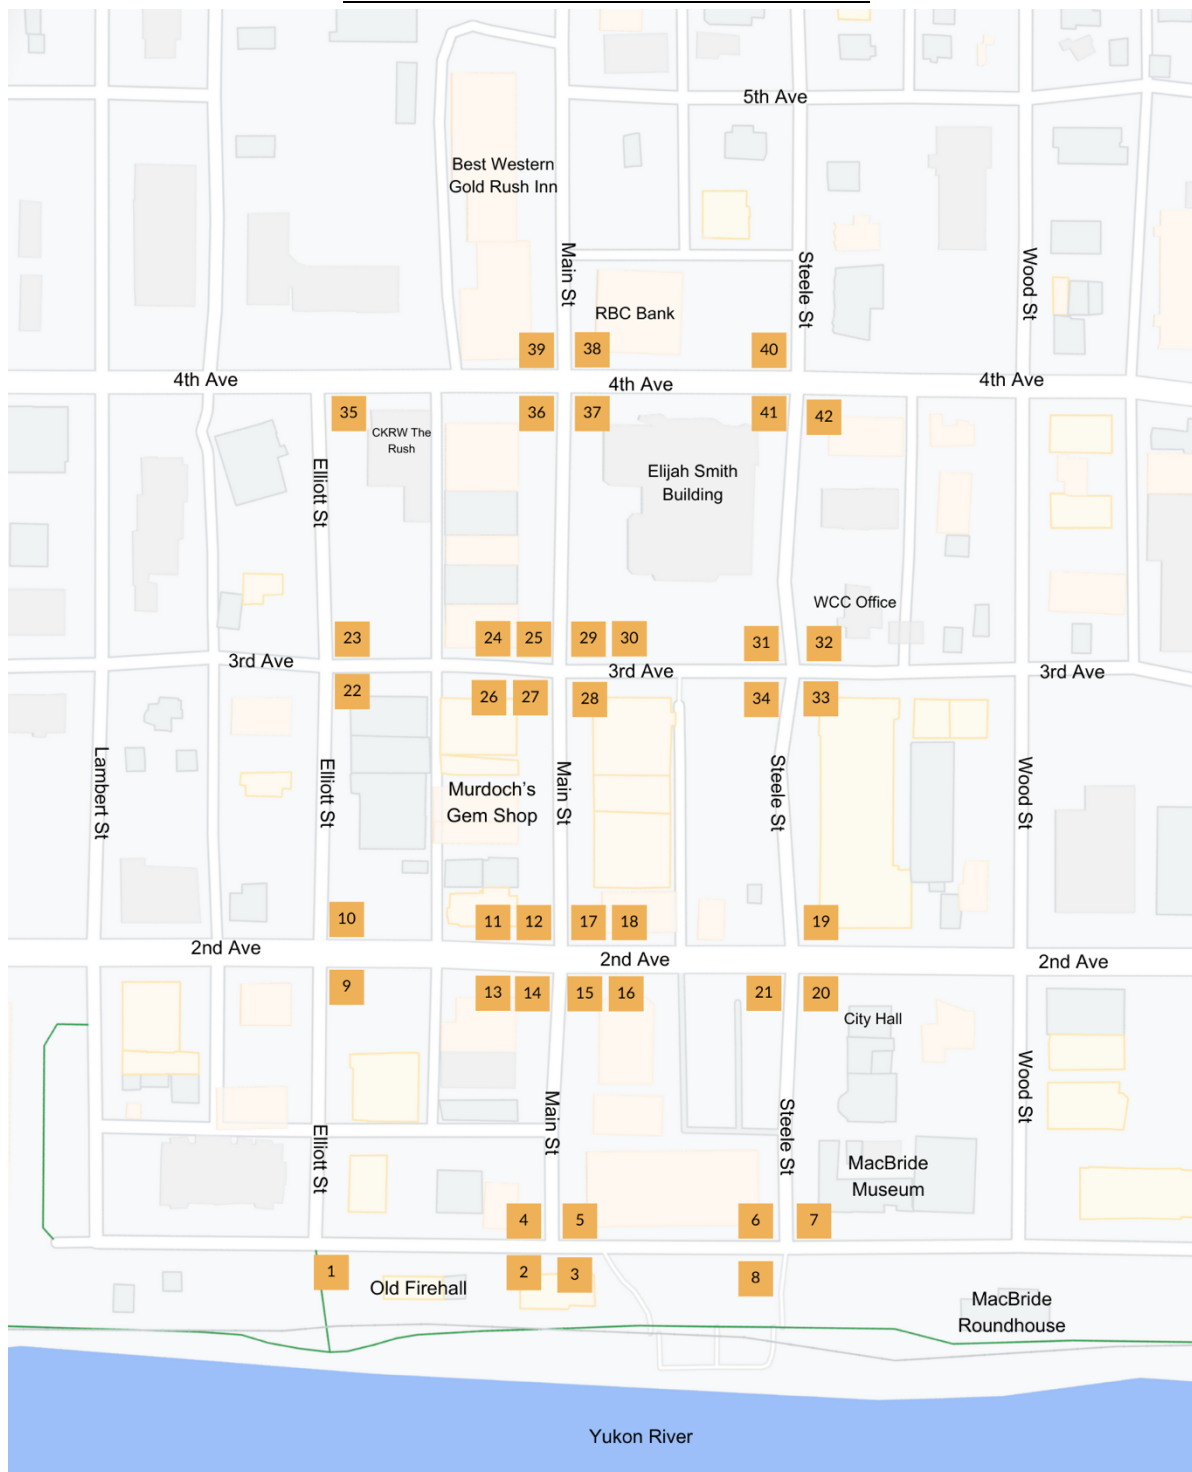 5th Ave
Best Western
Gold Rush Inn
Main St
Steele St
Wood St
RBC Bank
39
38
40
4th Ave
4th Ave
4th Ave
35
36
37
41
42
CKRW The
Rush
Elliott St
Elijah Smith
Building
WCC Office
23
24
25
29
30
31
32
3rd Ave
3rd Ave
3rd Ave
22
26
27
28
34
33
Lambert St
Elliott St
Murdoch's
Gem Shop
Main St
Steele St
Wood St
10
11
12
17
18
19
2nd Ave
2nd Ave
2nd Ave
9
13
14
15
16
21
20
City Hall
Elliott St
Main St
Steele St
Wood St
MacBride
Museum
4
5
6
7
1
2
3
8
Old Firehall
MacBride
Roundhouse
Yukon River